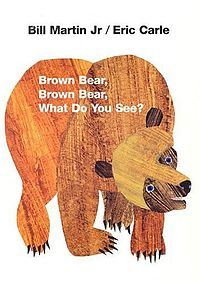 Bill Martin Jr / Eric Carle
Brown Bear,
Brown Bear,
What Do You See?